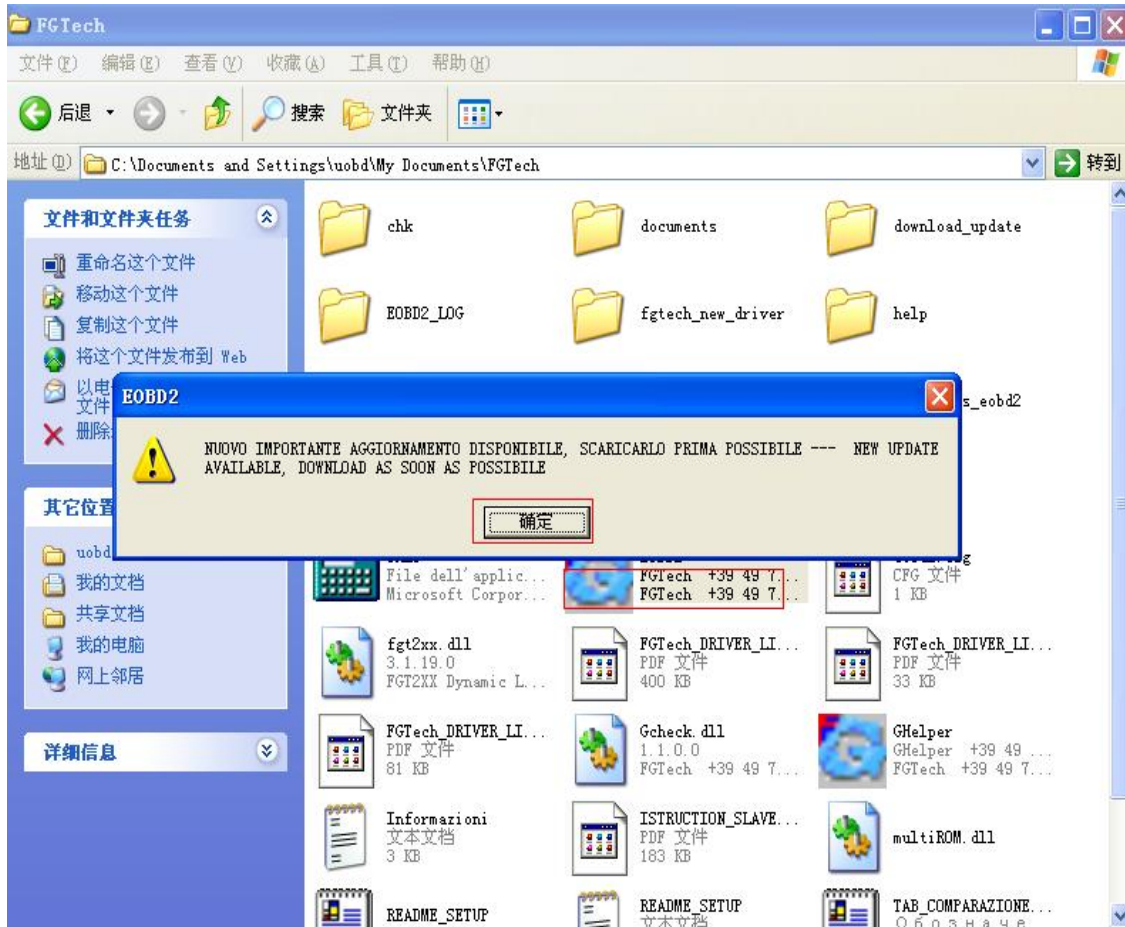 FGTech
文件(F) 编辑(E) 查看(V) 收藏(A) 工具(T) 帮助(H)
后退 搜索 文件夹
地址(D) C:\Documents and Settings\uobd\My Documents\FGTech 转到
文件和文件夹任务
重命名这个文件
移动这个文件
复制这个文件
将这个文件发布到 Web
以电
文件
删除
其它位置
uobd
我的文档
共享文档
我的电脑
网上邻居
详细信息
chk documents download_update
EOBD2_LOG fgtech_new_driver help
s_eobd2
EOBD2
NUOVO IMPORTANTE AGGIORNAMENTO DISPONIBILE, SCARICARLO PRIMA POSSIBILE --- NEW UPDATE
AVAILABLE, DOWNLOAD AS SOON AS POSSIBILE
确定
File dell'applic... FGTech +39 49 7... CFG 文件
Microsoft Corpor... FGTech +39 49 7... 1 KB
fgt2xx.dll FGTech_DRIVER_LI... FGTech_DRIVER_LI...
3.1.19.0 PDF 文件 PDF 文件
FGT2XX Dynamic L... 400 KB 33 KB
FGTech_DRIVER_LI... Gcheck.dll GHelper
PDF 文件 1.1.0.0 GHelper +39 49 ...
81 KB FGTech +39 49 7... FGTech +39 49 7...
Informazioni ISTRUCTION_SLAVE... multiROM.dll
文本文档 PDF 文件
3 KB 183 KB
README_SETUP README_SETUP TAB_COMPARAZIONE...
文本文档